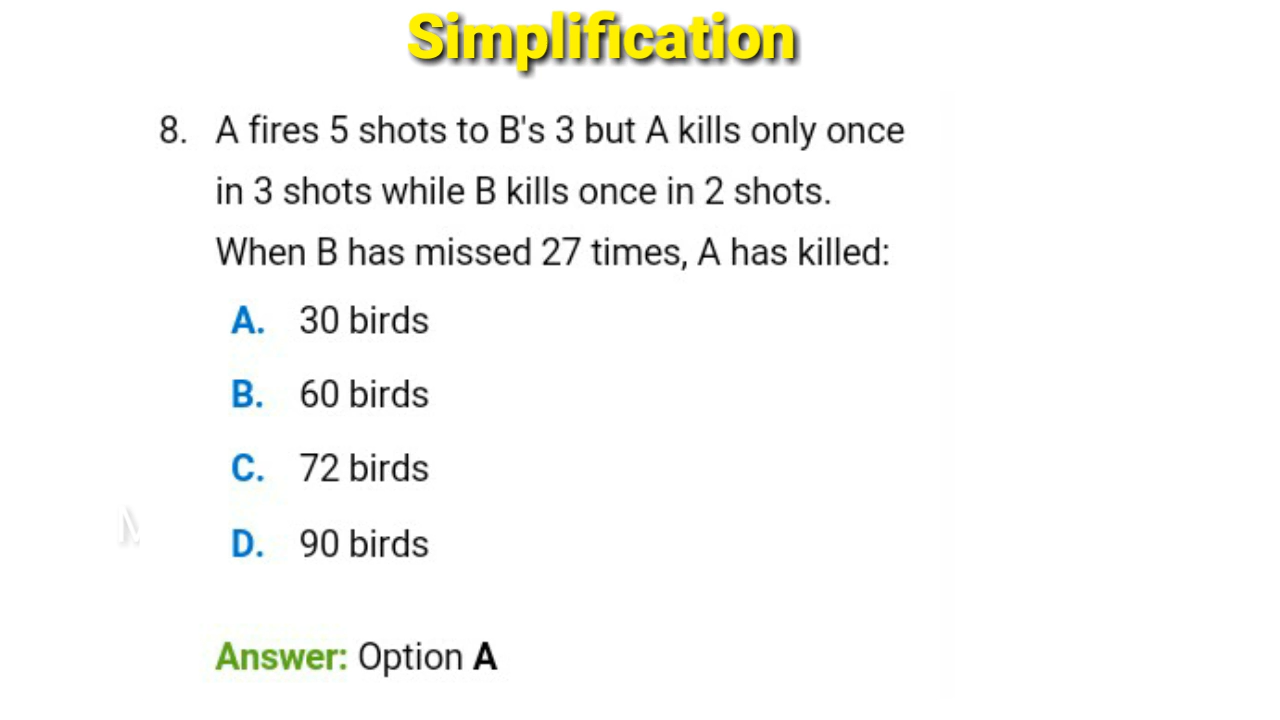 Simplification
8. A fires 5 shots to B's 3 but A kills only once
in 3 shots while B kills once in 2 shots.
When B has missed 27 times, A has killed:
A. 30 birds
B. 60 birds
C. 72 birds
D. 90 birds
Answer: Option A